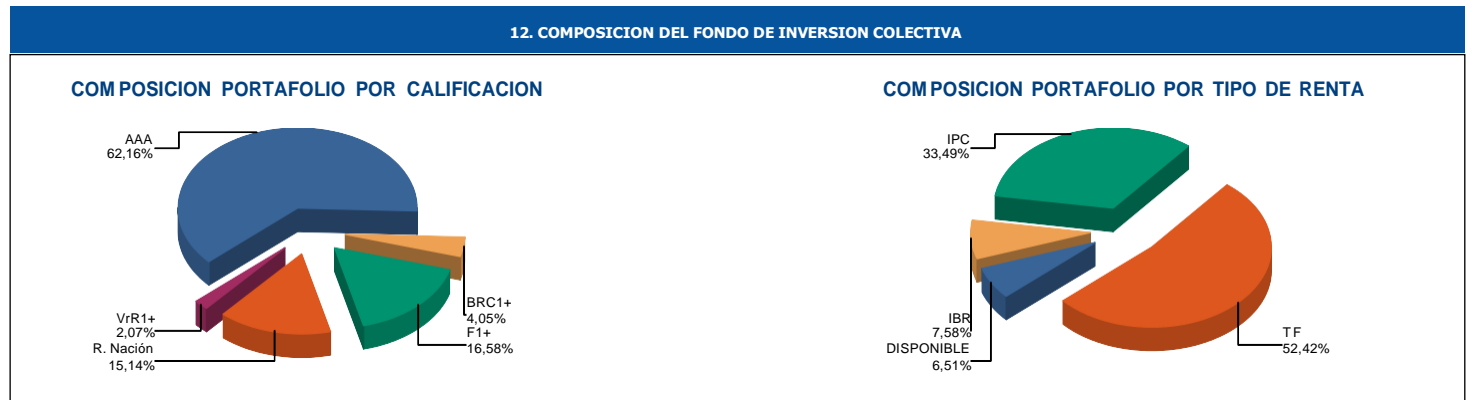 12. COMPOSICION DEL FONDO DE INVERSION COLECTIVA
COMPOSICION PORTAFOLIO POR CALIFICACION
AAA
62,16%
BRC1+
4,05%
F1+
16,58%
VrR1+
2,07%
R. Nación
15,14%
COMPOSICION PORTAFOLIO POR TIPO DE RENTA
IPC
33,49%
IBR
7,58%
DISPONIBLE
6,51%
TF
52,42%